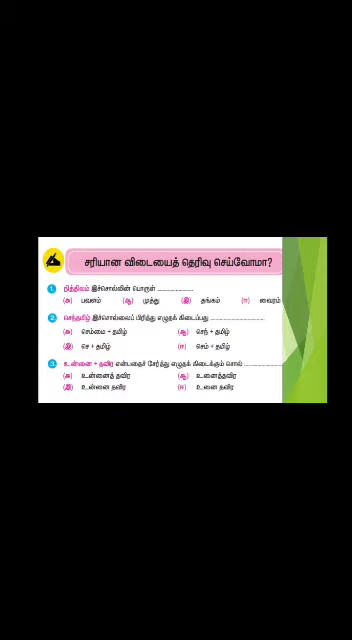 சரியான விடையைத் தெரிவு செய்வோமா?
1. நித்திலம் இச்சொல்லின் பொருள் ......................
(அ) பவளம் (ஆ) முத்து (இ) தங்கம் (ஈ) வைரம்
2. செந்தமிழ் இச்சொல்லைப் பிரித்து எழுதக் கிடைப்பது ..................................
(அ) செம்மை + தமிழ் (ஆ) செந் + தமிழ்
(இ) செ + தமிழ் (ஈ) செம் + தமிழ்
3. உன்னை + தவிர என்பதைச் சேர்த்து எழுதக் கிடைக்கும் சொல் ..........................
(அ) உன்னைத் தவிர (ஆ) உனைத்தவிர
(இ) உன்னை தவிர (ஈ) உனை தவிர